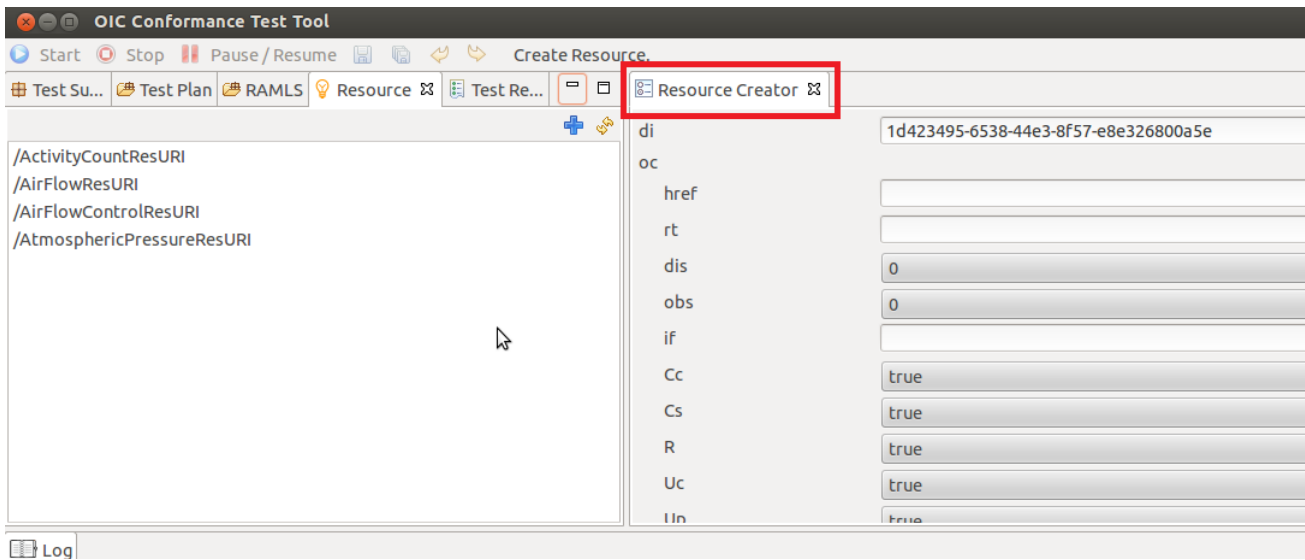 OIC Conformance Test Tool
Start Stop Pause / Resume Create Resource.
Test Su... Test Plan RAMLS Resource Test Re... Resource Creator
/ActivityCountResURI
/AirFlowResURI
/AirFlowControlResURI
/AtmosphericPressureResURI
di 1d423495-6538-44e3-8f57-e8e326800a5e
oc
href
rt
dis 0
obs 0
if
Cc true
Cs true
R true
Uc true
Up true
Log